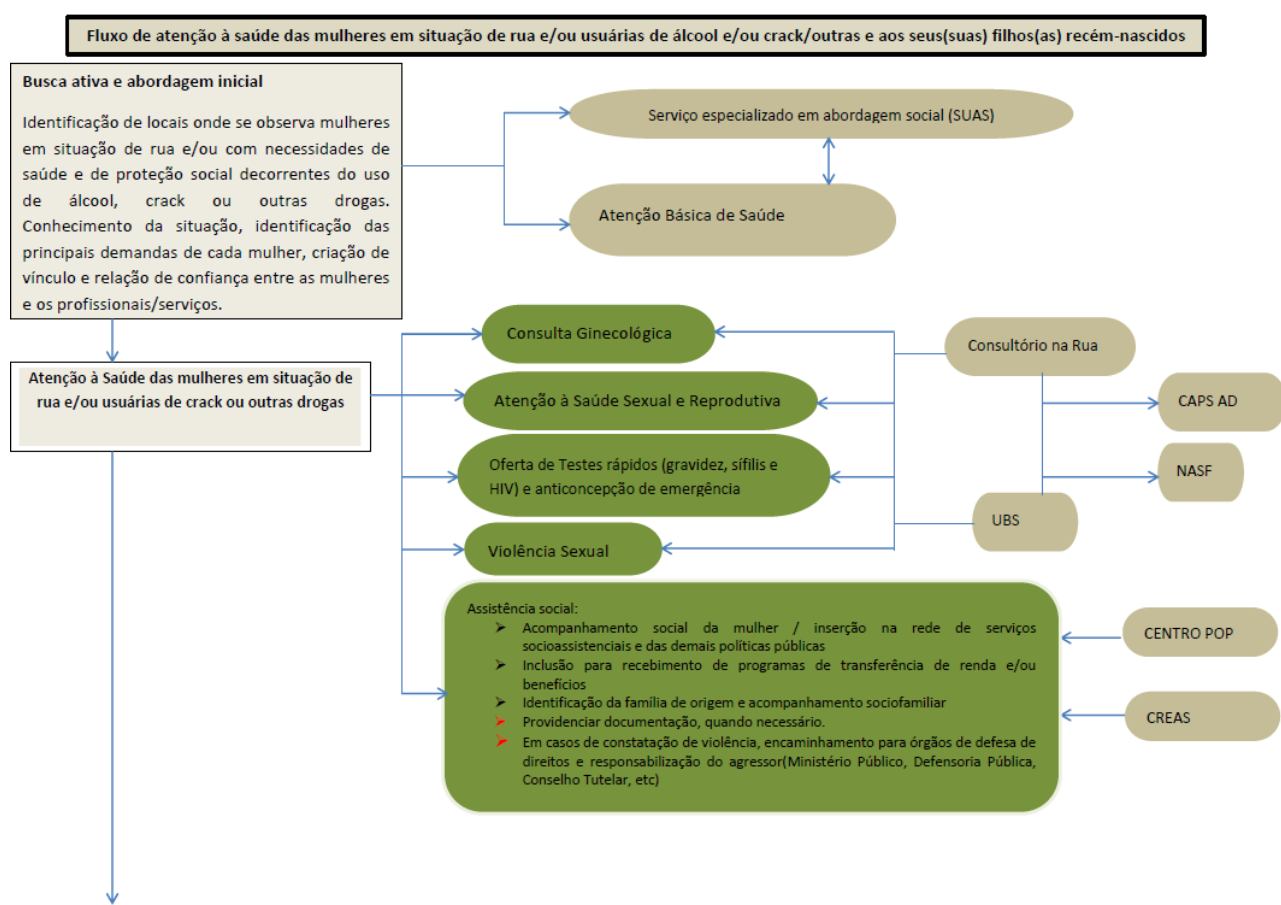 Fluxo de atenção à saúde das mulheres em situação de rua e/ou usuárias de álcool e/ou crack/outras e aos seus(suas) filhos(as) recém-nascidos
Busca ativa e abordagem inicial
Identificação de locais onde se observa mulheres
em situação de rua e/ou com necessidades de
saúde e de proteção social decorrentes do uso
de álcool, crack ou outras drogas.
Conhecimento da situação, identificação das
principais demandas de cada mulher, criação de
vínculo e relação de confiança entre as mulheres
e os profissionais/serviços.
Serviço especializado em abordagem social (SUAS)
Atenção Básica de Saúde
Atenção à Saúde das mulheres em situação de
rua e/ou usuárias de crack ou outras drogas
Consulta Ginecológica
Atenção à Saúde Sexual e Reprodutiva
Oferta de Testes rápidos (gravidez, sífilis e
HIV) e anticoncepção de emergência
Violência Sexual
Consultório na Rua
CAPS AD
NASF
UBS
Assistência social:
➤ Acompanhamento social da mulher / inserção na rede de serviços
socioassistenciais e das demais políticas públicas
➤ Inclusão para recebimento de programas de transferência de renda e/ou
benefícios
➤ Identificação da família de origem e acompanhamento sociofamiliar
➤ Providenciar documentação, quando necessário.
➤ Em casos de constatação de violência, encaminhamento para órgãos de defesa de
direitos e responsabilização do agressor(Ministério Público, Defensoria Pública,
Conselho Tutelar, etc)
CENTRO POP
CREAS